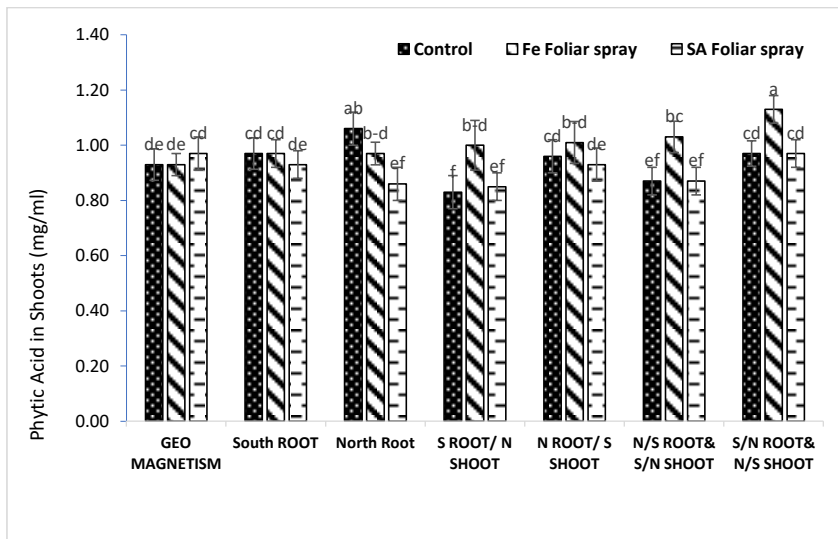 1.40
Control Fe Foliar spray SA Foliar spray
1.20
1.00
0.80
0.60
0.40
0.20
0.00
Phytic Acid in Shoots (mg/ml)
de de cd
cd cd de
ab b-d ef
f b-d ef
cd b-d de
ef bc ef
cd a cd
GEO
MAGNETISM
South ROOT
North Root
S ROOT/ N
SHOOT
N ROOT/ S
SHOOT
N/S ROOT&
S/N SHOOT
S/N ROOT&
N/S SHOOT